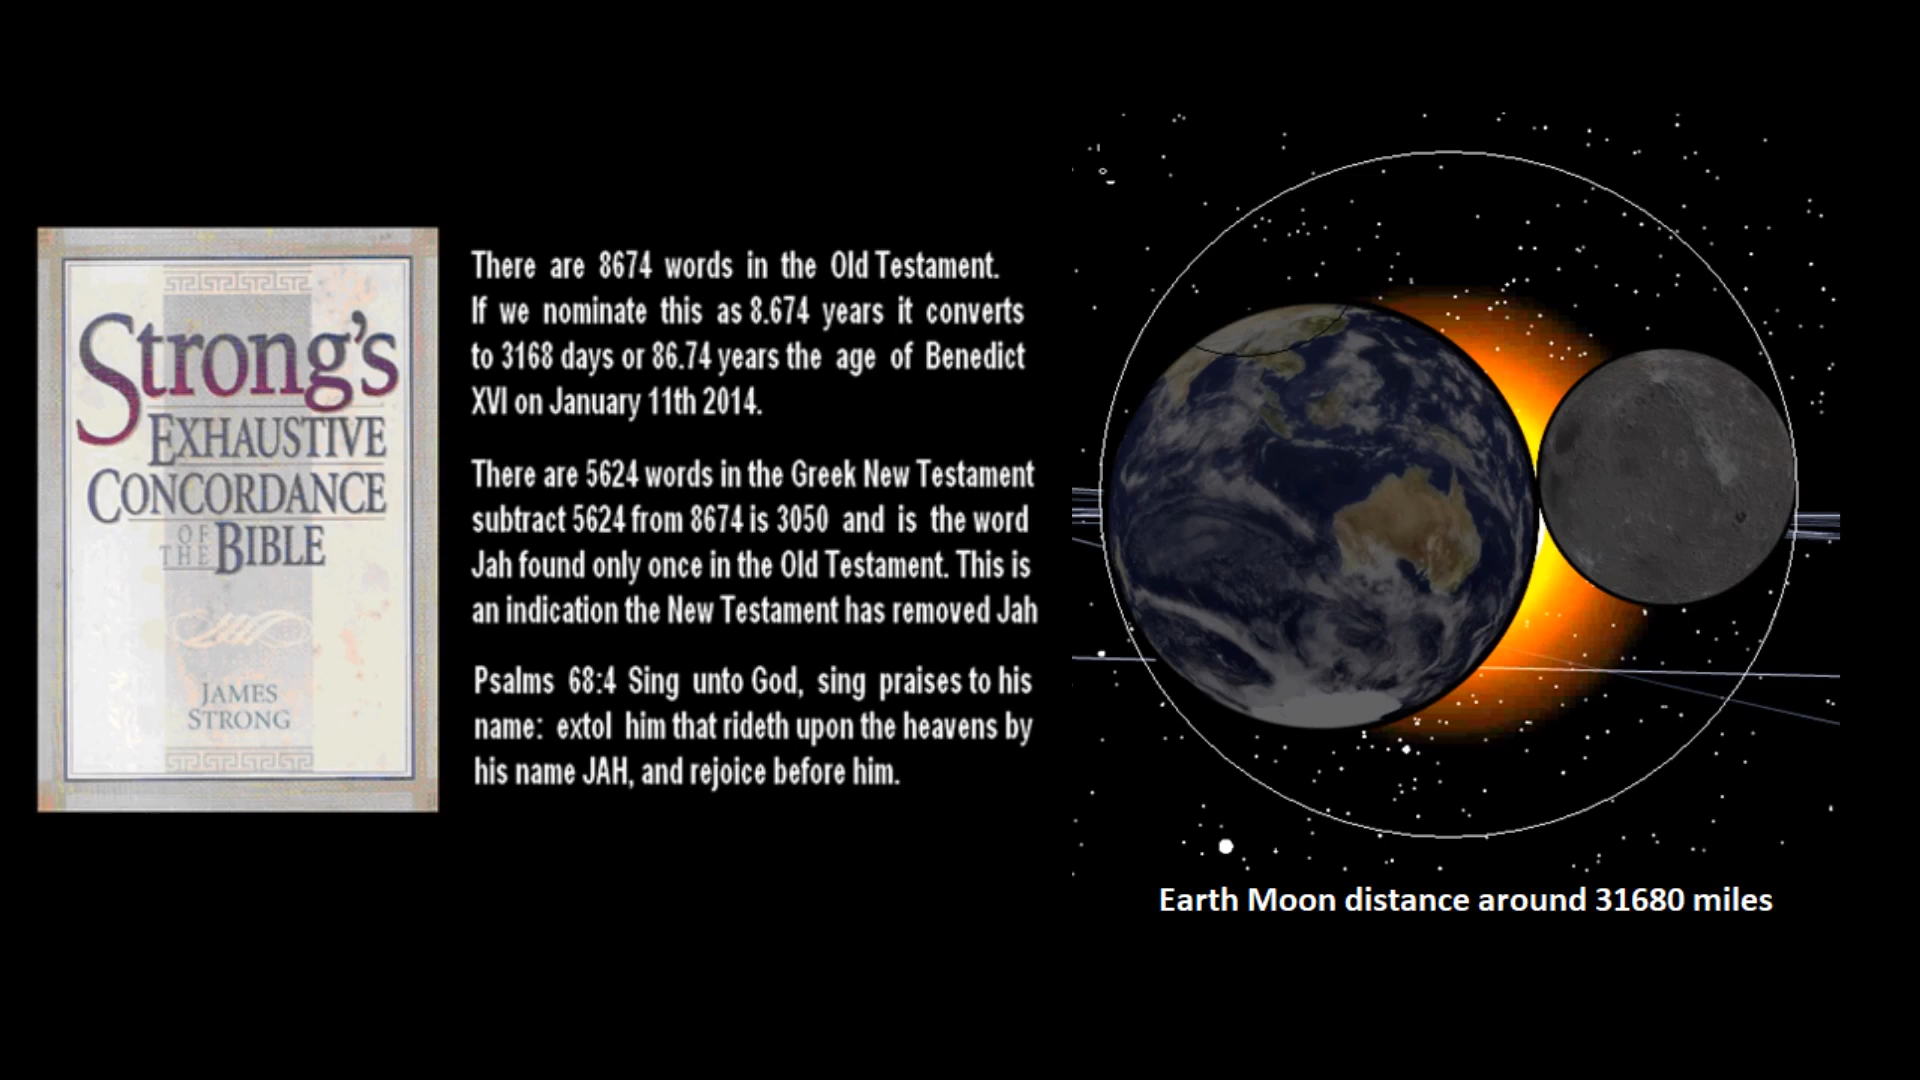 Strong's
EXHAUSTIVE
CONCORDANCE
OF
THE BIBLE
JAMES
STRONG
There are 8674 words in the Old Testament.
If we nominate this as 8.674 years it converts
to 3168 days or 86.74 years the age of Benedict
XVI on January 11th 2014.
There are 5624 words in the Greek New Testament
subtract 5624 from 8674 is 3050 and is the word
Jah found only once in the Old Testament. This is
an indication the New Testament has removed Jah
Psalms 68:4 Sing unto God, sing praises to his
name: extol him that rideth upon the heavens by
his name JAH, and rejoice before him.
Earth Moon distance around 31680 miles